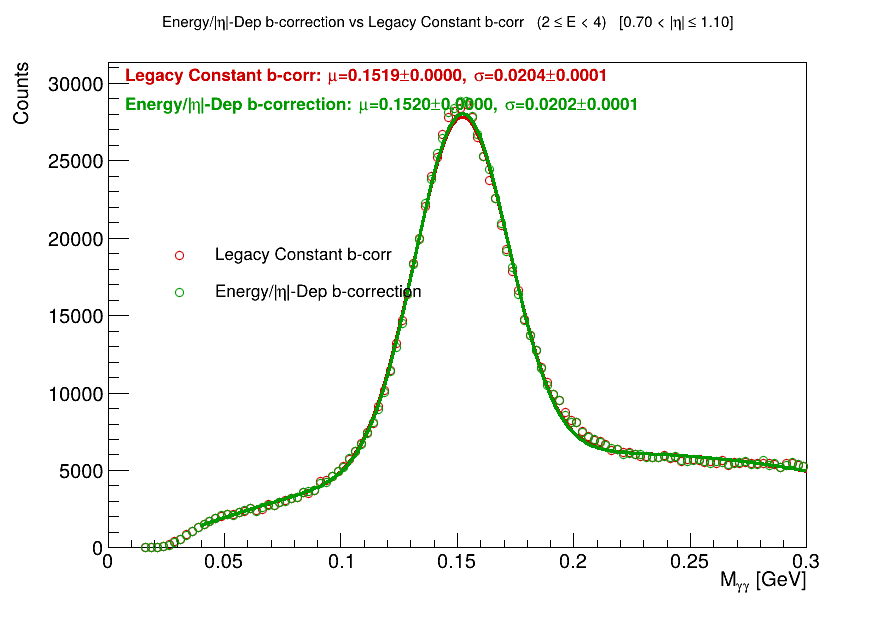 Energy/|η|-Dep b-correction vs Legacy Constant b-corr (2 ≤ E < 4) [0.70 < |η| ≤ 1.10]
Counts
Legacy Constant b-corr: μ=0.1519±0.0000, σ=0.0204±0.0001
Energy/|η|-Dep b-correction: μ=0.1520±0.0000, σ=0.0202±0.0001
30000
25000
20000
15000
10000
5000
0
Legacy Constant b-corr
Energy/|η|-Dep b-correction
0 0.05 0.1 0.15 0.2 0.25 0.3
M_γγ [GeV]